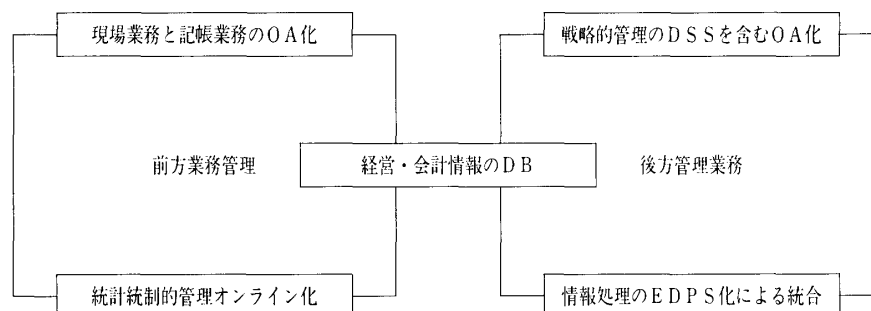 現場業務と記帳業務のOA化
戦略的管理のDSSを含むOA化
前方業務管理
経営・会計情報のDB
後方管理業務
統計統制的管理オンライン化
情報処理のEDPS化による統合